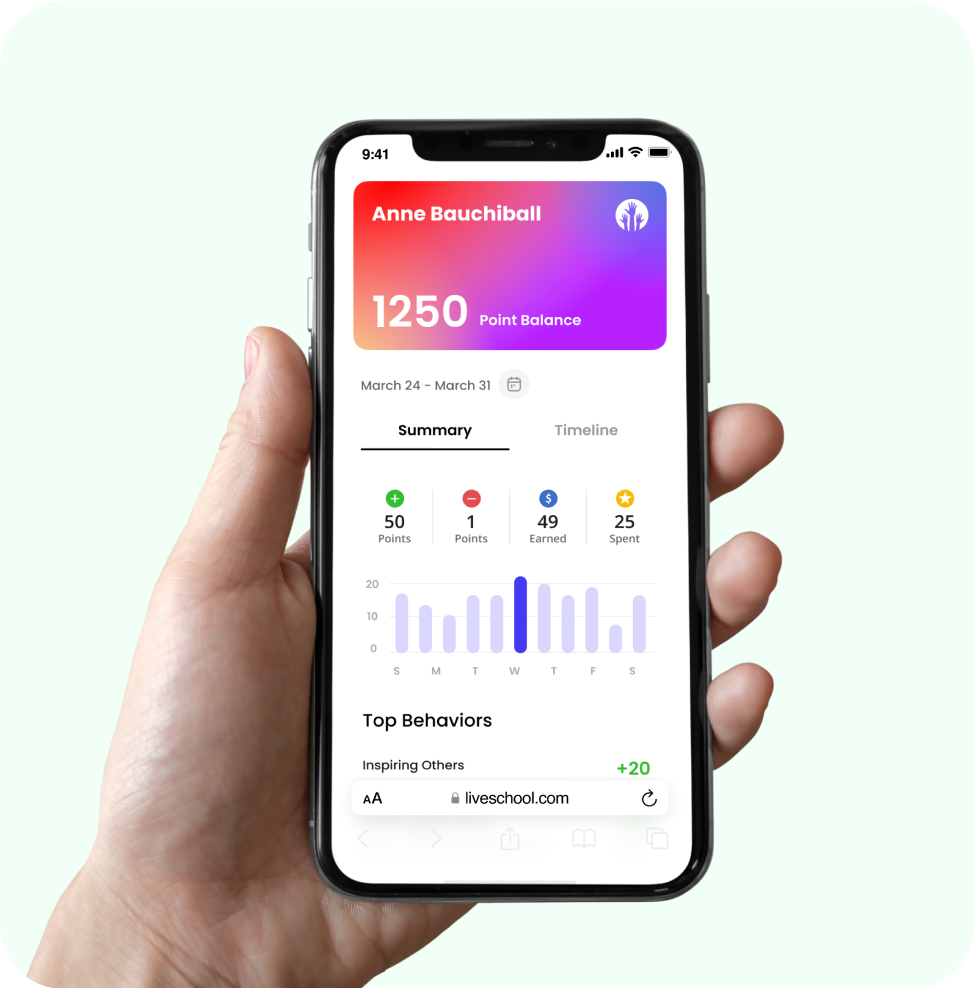 9:41
Anne Bauchiball
1250 Point Balance
March 24 - March 31
Summary Timeline
50 1 49 25
Points Points Earned Spent
20
10
0
S M T W T F S
Top Behaviors
Inspiring Others +20
AA liveschool.com